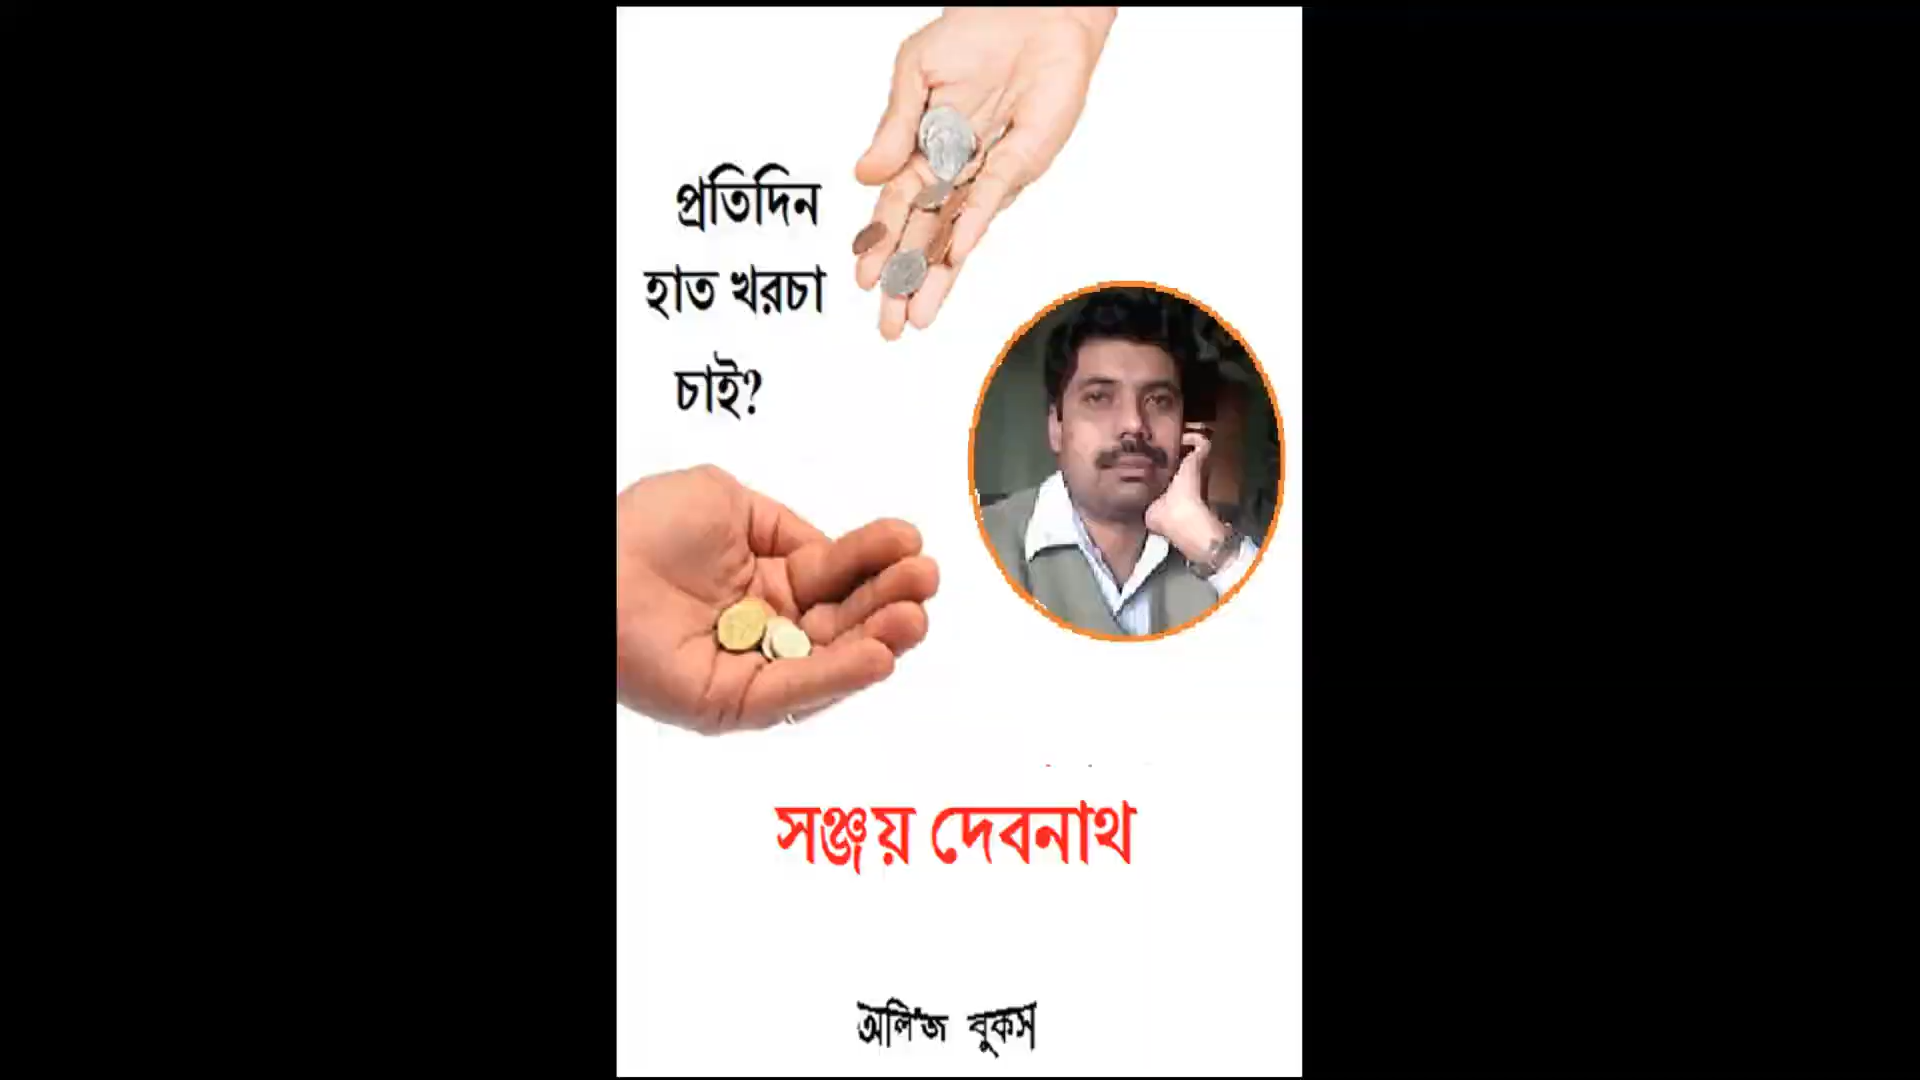 প্রতিদিন
হাত খরচা
চাই?
সঞ্জয় দেবনাথ
অলি'জ বুকস